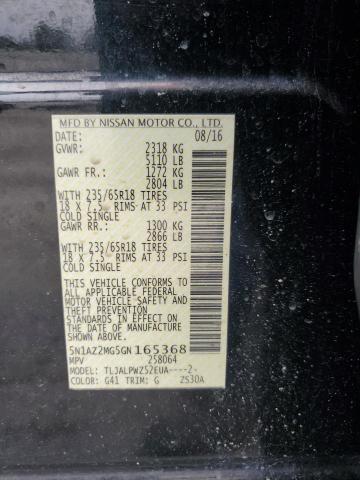 MFD BY NISSAN MOTOR CO., LTD.
DATE: 08/16
GVWR: 2318 KG
5110 LB
GAWR FR.: 1272 KG
2804 LB
WITH 235/65R18 TIRES
18 X 7.5 RIMS AT 33 PSI
COLD SINGLE
GAWR RR.: 1300 KG
2866 LB
WITH 235/65R18 TIRES
18 X 7.5 RIMS AT 33 PSI
COLD SINGLE
THIS VEHICLE CONFORMS TO
ALL APPLICABLE FEDERAL
MOTOR VEHICLE SAFETY AND
THEFT PREVENTION
STANDARDS IN EFFECT ON THE
DATE OF MANUFACTURE
SHOWN ABOVE.
5N1AZ2MG5GN165368
MPV 258064
MODEL: TLJALPWZ52EUA----2-
COLOR: G41 TRIM: G ZS30A